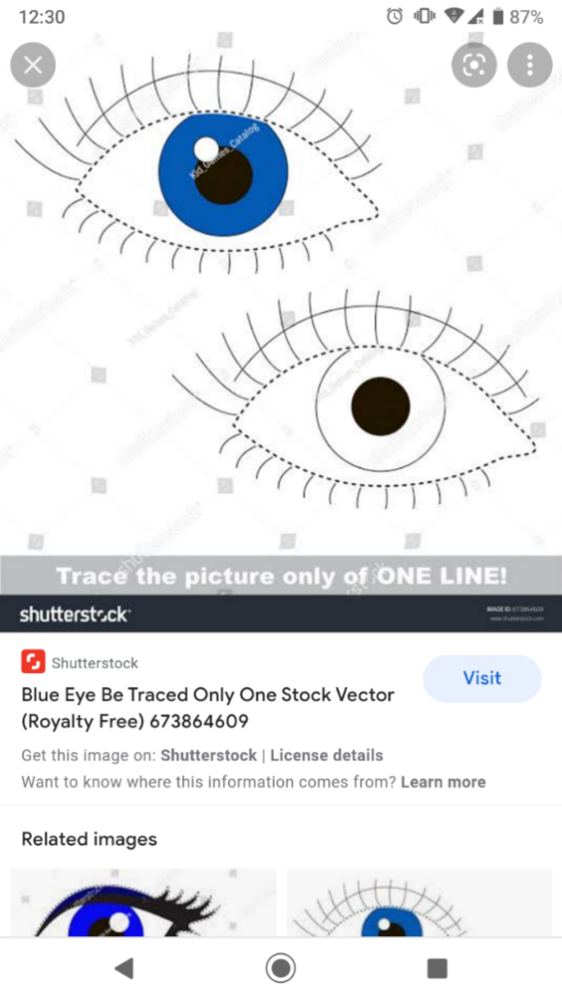 12:30
87%
Kid_Games_Catalog
Trace the picture only of ONE LINE!
shutterstock
IMAGE ID: 673864609
www.shutterstock.com
Shutterstock
Visit
Blue Eye Be Traced Only One Stock Vector
(Royalty Free) 673864609
Get this image on: Shutterstock | License details
Want to know where this information comes from? Learn more
Related images